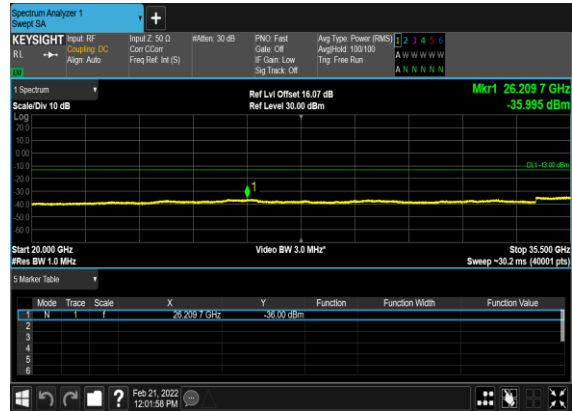 Spectrum Analyzer 1
Swept SA
+
KEYSIGHT Input: RF Input Z: 50 Ω #Atten: 30 dB PNO: Fast Avg Type: Power (RMS) 1 2 3 4 5 6
RL Coupling: DC Corr CCorr Gate: Off Avg|Hold: 100/100 A W W W W W
Align: Auto Freq Ref: Int (S) IF Gain: Low Trig: Free Run
Sig Track: Off A N N N N N
1 Spectrum Ref Lvl Offset 16.07 dB Mkr1 26.209 7 GHz
Scale/Div 10 dB Ref Level 30.00 dBm -35.995 dBm
Log
20.0
10.0
0.00
-10.0 DL1 -13.00 dBm
-20.0
-30.0 1
-40.0
-50.0
-60.0
Start 20.000 GHz Video BW 3.0 MHz* Stop 35.500 GHz
#Res BW 1.0 MHz Sweep ~30.2 ms (40001 pts)
5 Marker Table
Mode Trace Scale X Y Function Function Width Function Value
1 N 1 f 26.209 7 GHz -36.00 dBm
2
3
4
5
6
? Feb 21, 2022
12:01:58 PM